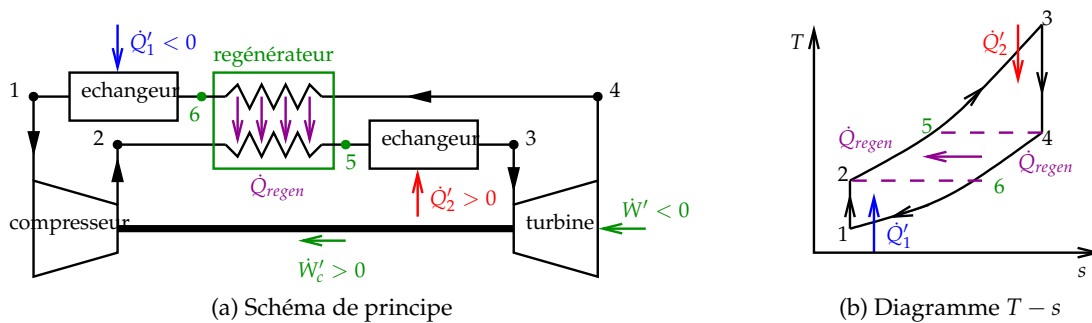 Q̇′₁ < 0
regénérateur
1
echangeur
6
4
2
echangeur
3
5
Q̇regen
Q̇′₂ > 0
compresseur
turbine
Ẇ′ < 0
Ẇ′c > 0
(a) Schéma de principe
T
3
Q̇′₂
5
4
Q̇regen
Q̇regen
2
6
1
Q̇′₁
s
(b) Diagramme T − s